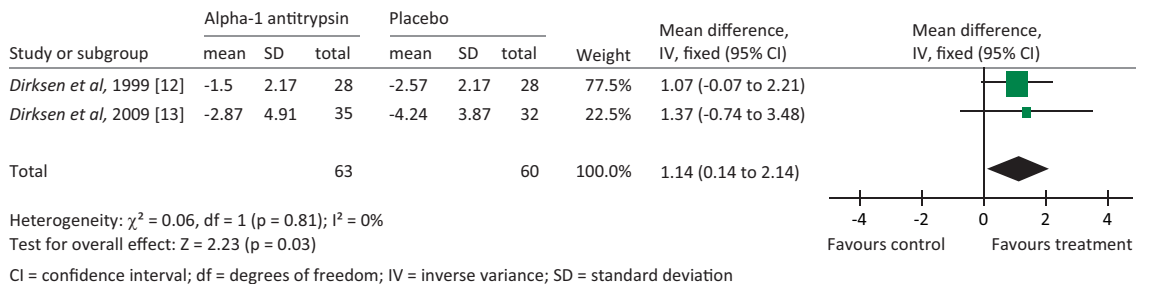 Alpha-1 antitrypsin Placebo Mean difference, Mean difference,
Study or subgroup mean SD total mean SD total Weight IV, fixed (95% CI) IV, fixed (95% CI)
Dirksen et al, 1999 [12] -1.5 2.17 28 -2.57 2.17 28 77.5% 1.07 (-0.07 to 2.21)
Dirksen et al, 2009 [13] -2.87 4.91 35 -4.24 3.87 32 22.5% 1.37 (-0.74 to 3.48)
Total 63 60 100.0% 1.14 (0.14 to 2.14)
-4 -2 0 2 4
Heterogeneity: χ² = 0.06, df = 1 (p = 0.81); I² = 0%
Test for overall effect: Z = 2.23 (p = 0.03) Favours control Favours treatment
CI = confidence interval; df = degrees of freedom; IV = inverse variance; SD = standard deviation